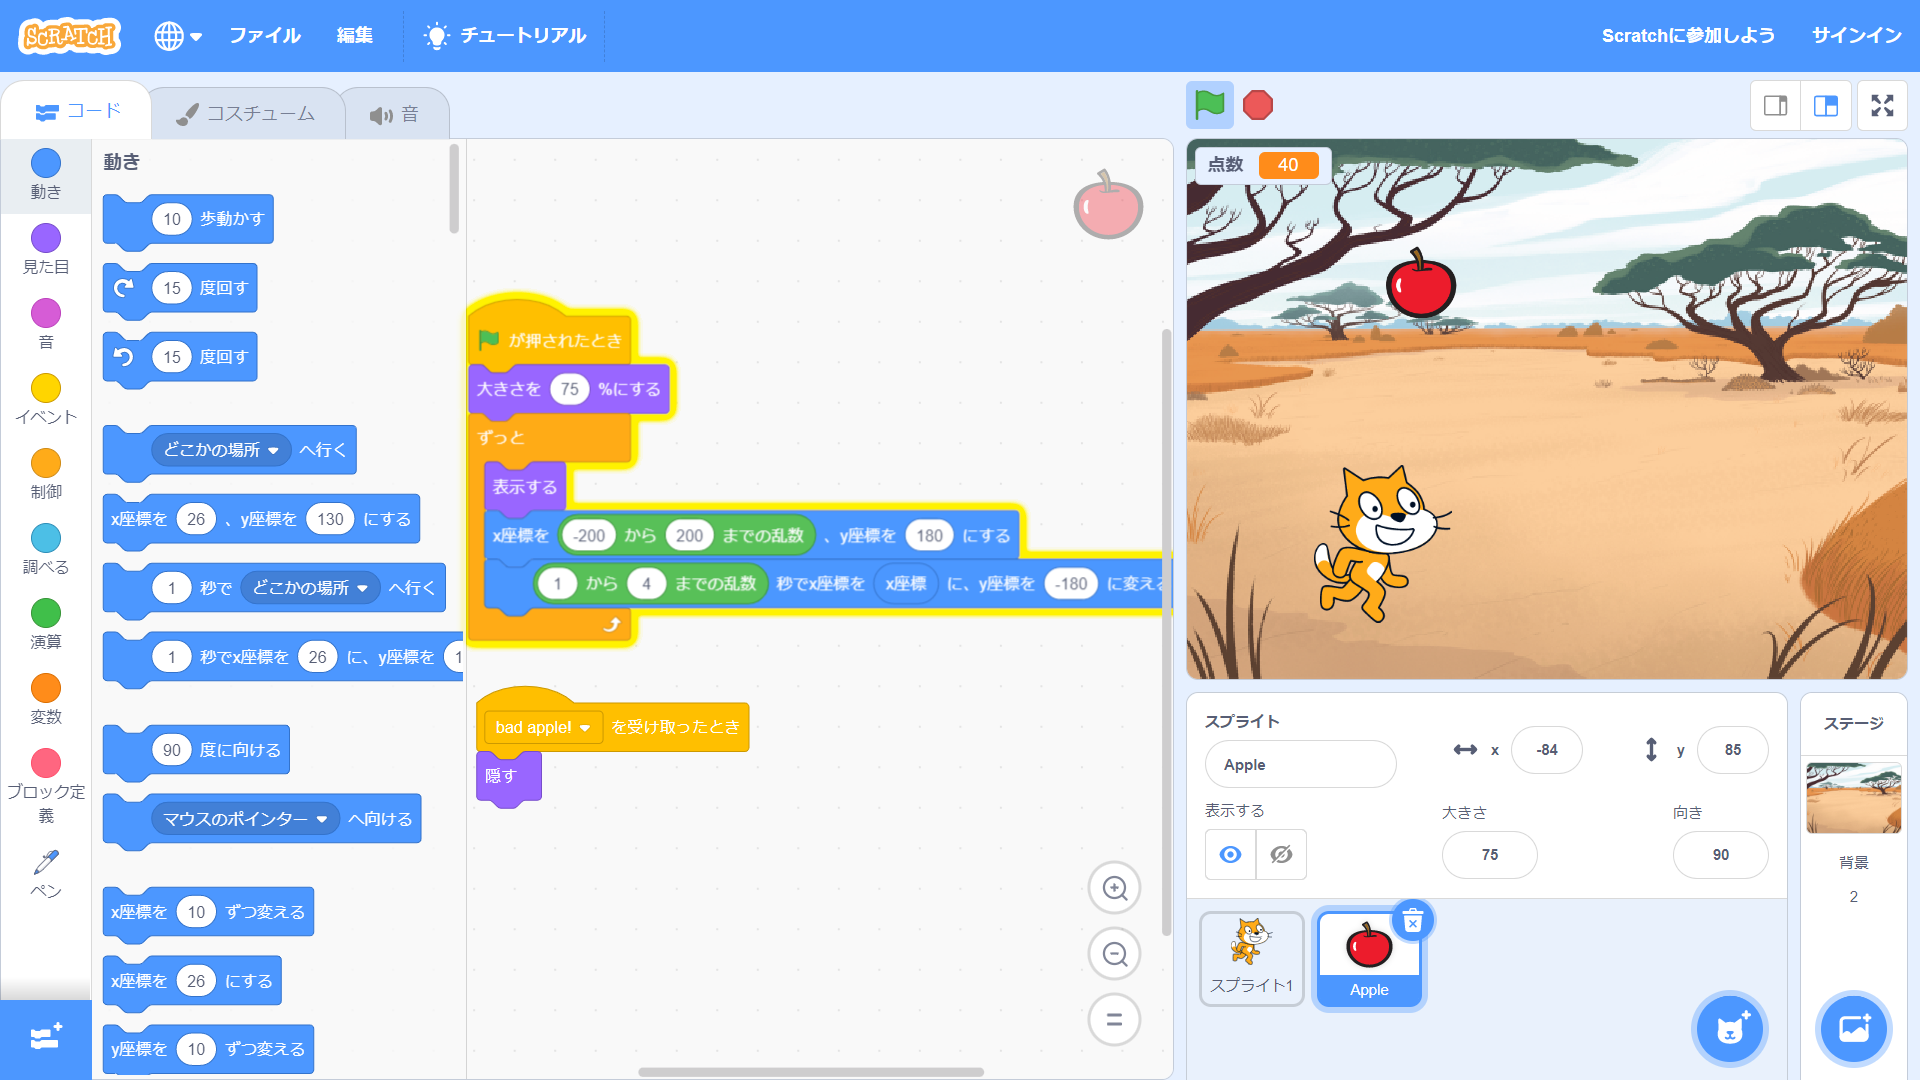 SCRATCH ファイル 編集 チュートリアル Scratchに参加しよう サインイン
コード コスチューム 音
動き
見た目
音
イベント
制御
調べる
演算
変数
ブロック定
義
ペン
動き
10 歩動かす
15 度回す
15 度回す
どこかの場所 へ行く
x座標を 26 、y座標を 130 にする
1 秒で どこかの場所 へ行く
1 秒でx座標を 26 に、y座標を 1
90 度に向ける
マウスのポインター へ向ける
x座標を 10 ずつ変える
x座標を 26 にする
y座標を 10 ずつ変える
が押されたとき
大きさを 75 %にする
ずっと
表示する
x座標を -200 から 200 までの乱数 、y座標を 180 にする
1 から 4 までの乱数 秒でx座標を x座標 に、y座標を -180 に変える
bad apple! を受け取ったとき
隠す
点数 40
スプライト
Apple x -84 y 85
表示する 大きさ 向き
75 90
スプライト1 Apple
ステージ
背景
2